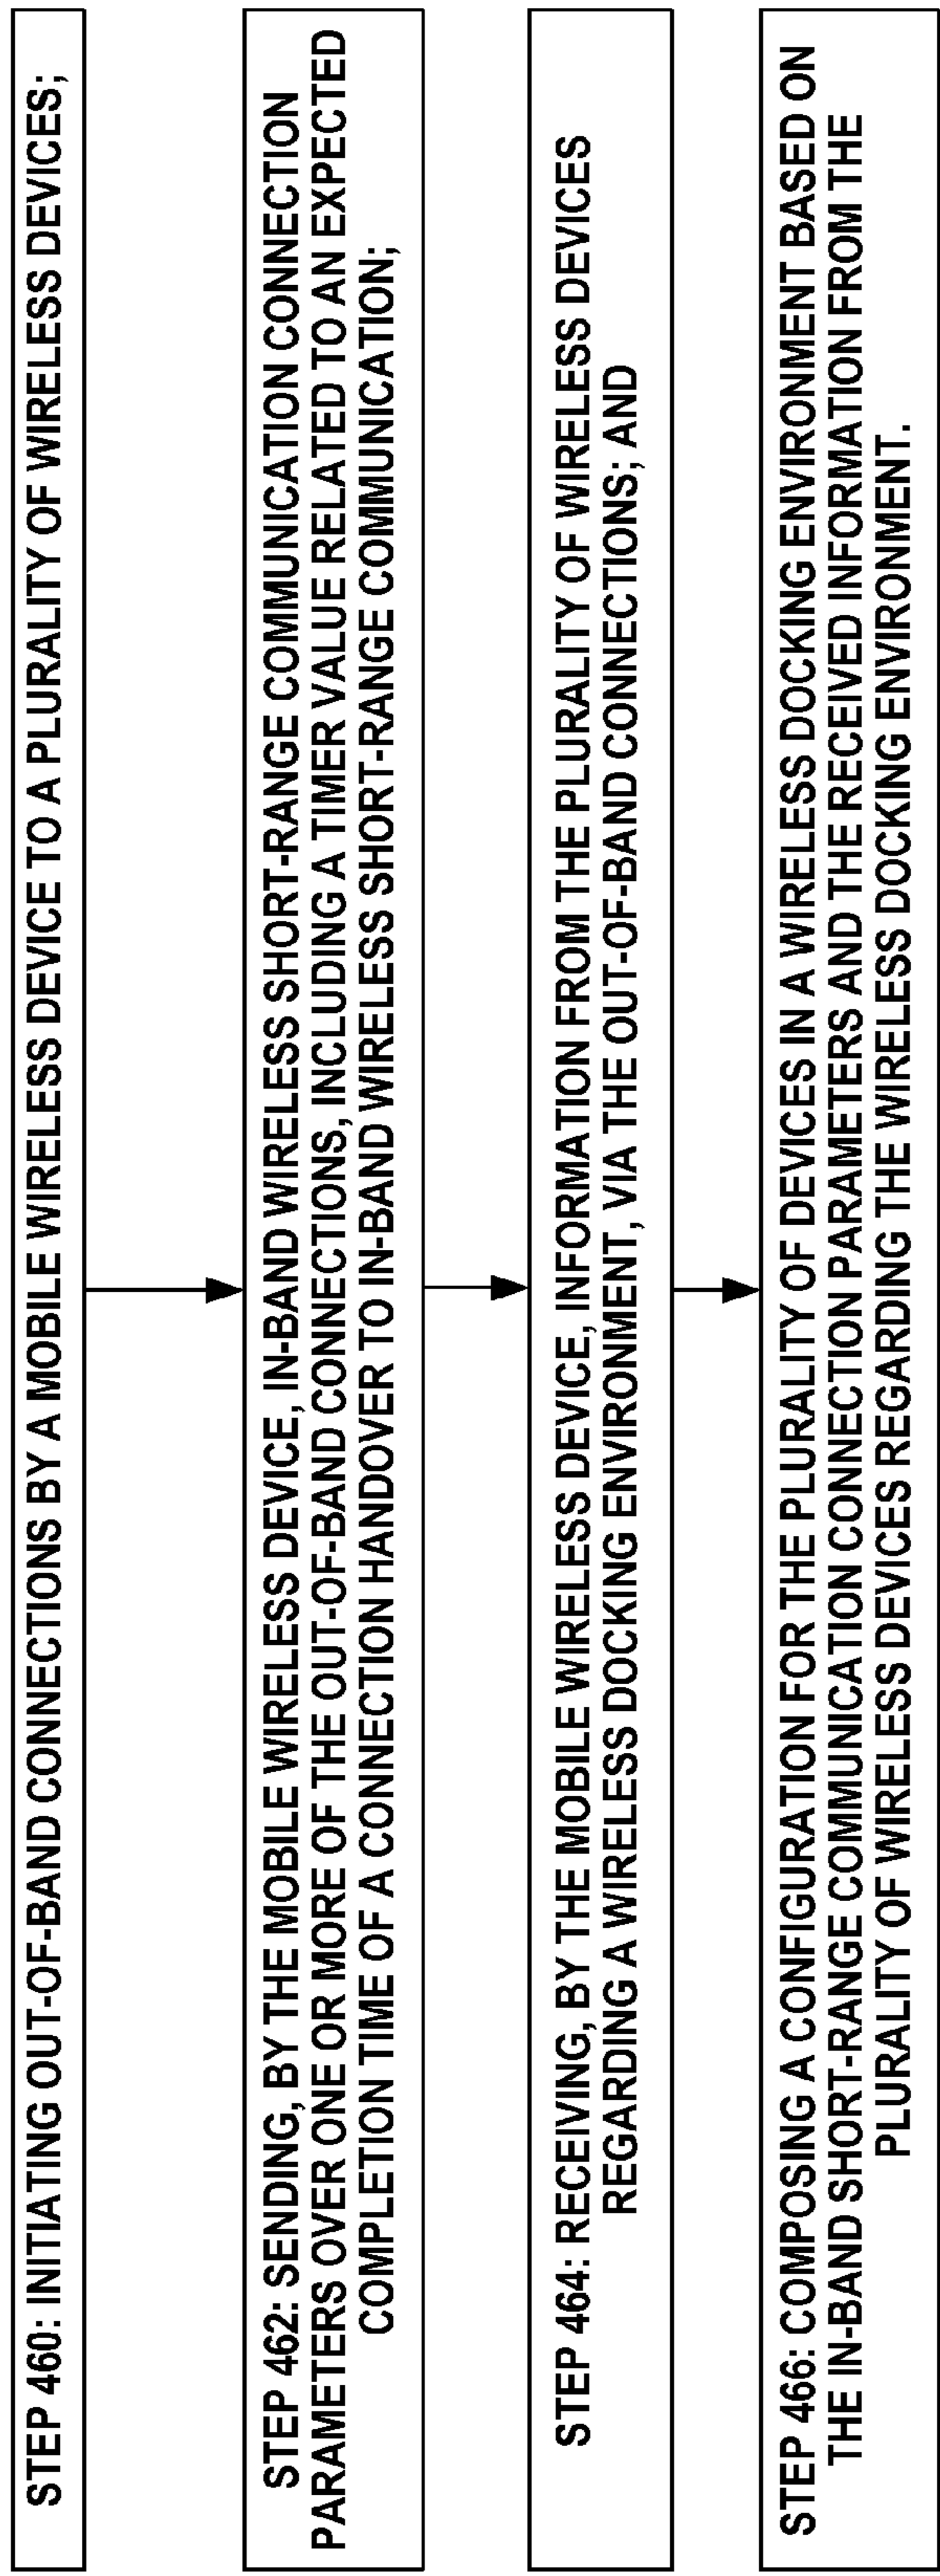 STEP 460: INITIATING OUT-OF-BAND CONNECTIONS BY A MOBILE WIRELESS DEVICE TO A PLURALITY OF WIRELESS DEVICES;
STEP 462: SENDING, BY THE MOBILE WIRELESS DEVICE, IN-BAND WIRELESS SHORT-RANGE COMMUNICATION CONNECTION
PARAMETERS OVER ONE OR MORE OF THE OUT-OF-BAND CONNECTIONS, INCLUDING A TIMER VALUE RELATED TO AN EXPECTED
COMPLETION TIME OF A CONNECTION HANDOVER TO IN-BAND WIRELESS SHORT-RANGE COMMUNICATION;
STEP 464: RECEIVING, BY THE MOBILE WIRELESS DEVICE, INFORMATION FROM THE PLURALITY OF WIRELESS DEVICES
REGARDING A WIRELESS DOCKING ENVIRONMENT, VIA THE OUT-OF-BAND CONNECTIONS; AND
STEP 466: COMPOSING A CONFIGURATION FOR THE PLURALITY OF DEVICES IN A WIRELESS DOCKING ENVIRONMENT BASED ON
THE IN-BAND SHORT-RANGE COMMUNICATION CONNECTION PARAMETERS AND THE RECEIVED INFORMATION FROM THE
PLURALITY OF WIRELESS DEVICES REGARDING THE WIRELESS DOCKING ENVIRONMENT.